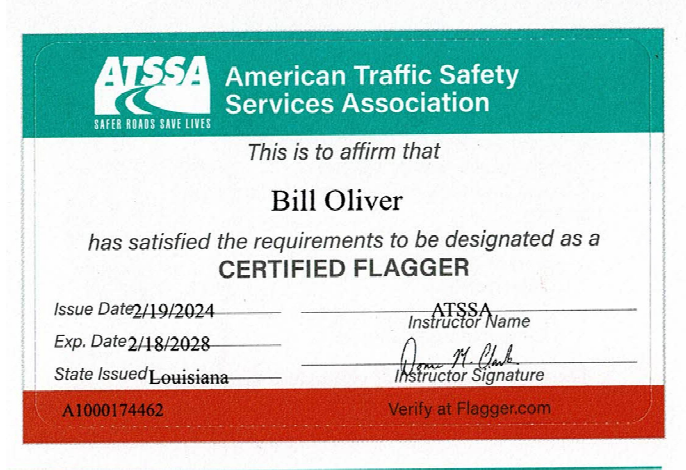 ATSSA
SAFER ROADS SAVE LIVES
American Traffic Safety
Services Association
This is to affirm that
Bill Oliver
has satisfied the requirements to be designated as a
CERTIFIED FLAGGER
Issue Date 2/19/2024
ATSSA
Instructor Name
Exp. Date 2/18/2028
State Issued Louisiana
Instructor Signature
A1000174462
Verify at Flagger.com